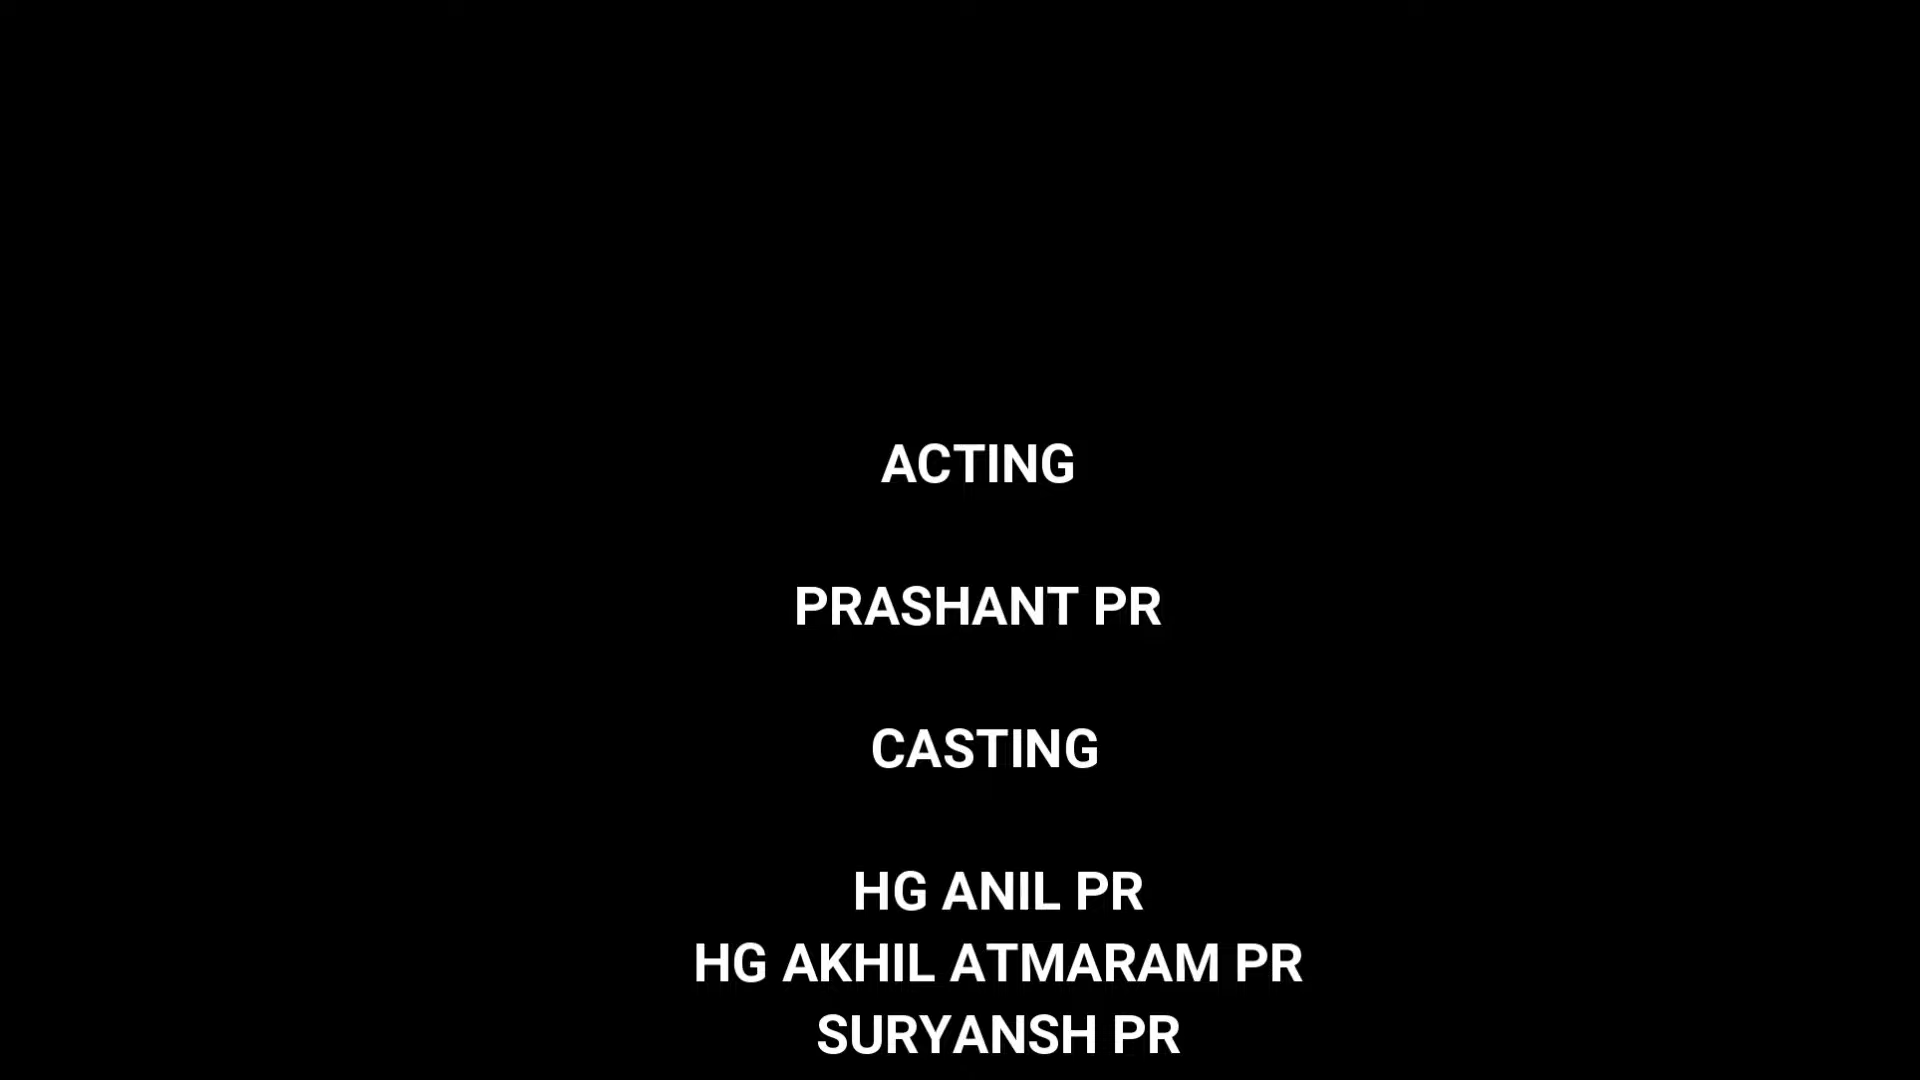 ACTING
PRASHANT PR
CASTING
HG ANIL PR
HG AKHIL ATMARAM PR
SURYANSH PR